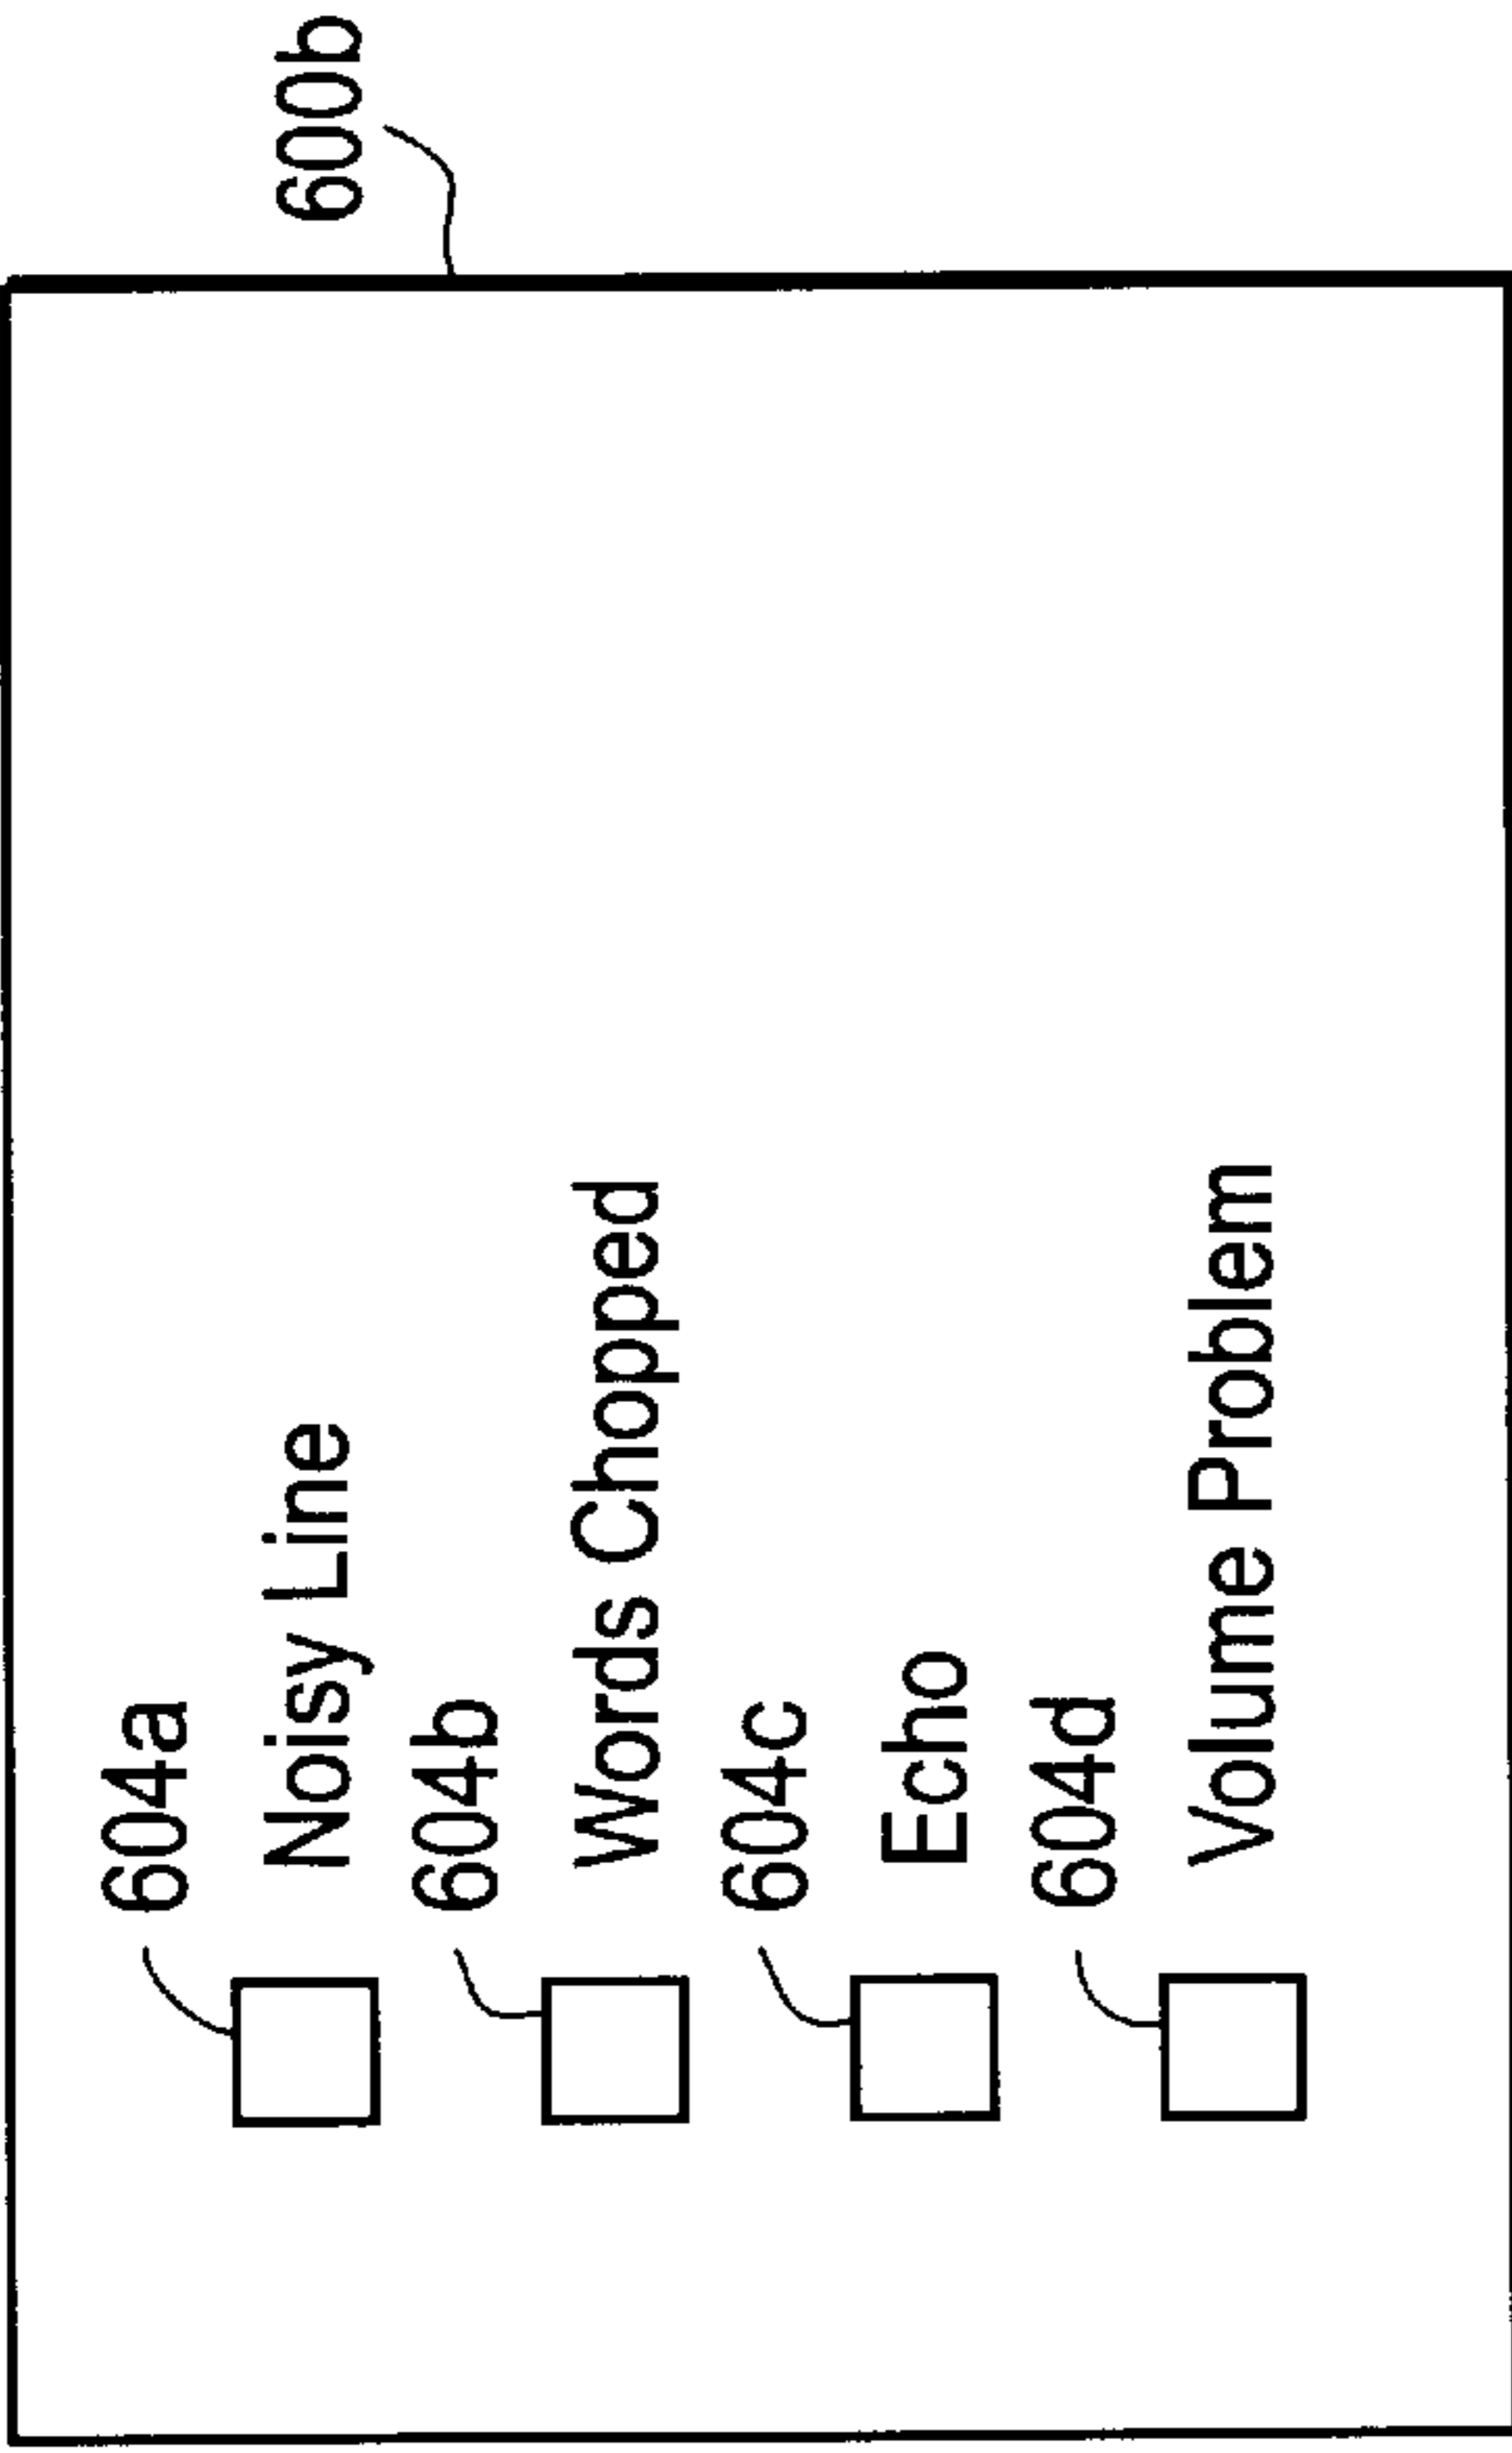 600b
604a
Noisy Line
604b
Words Chopped
604c
Echo
604d
Volume Problem